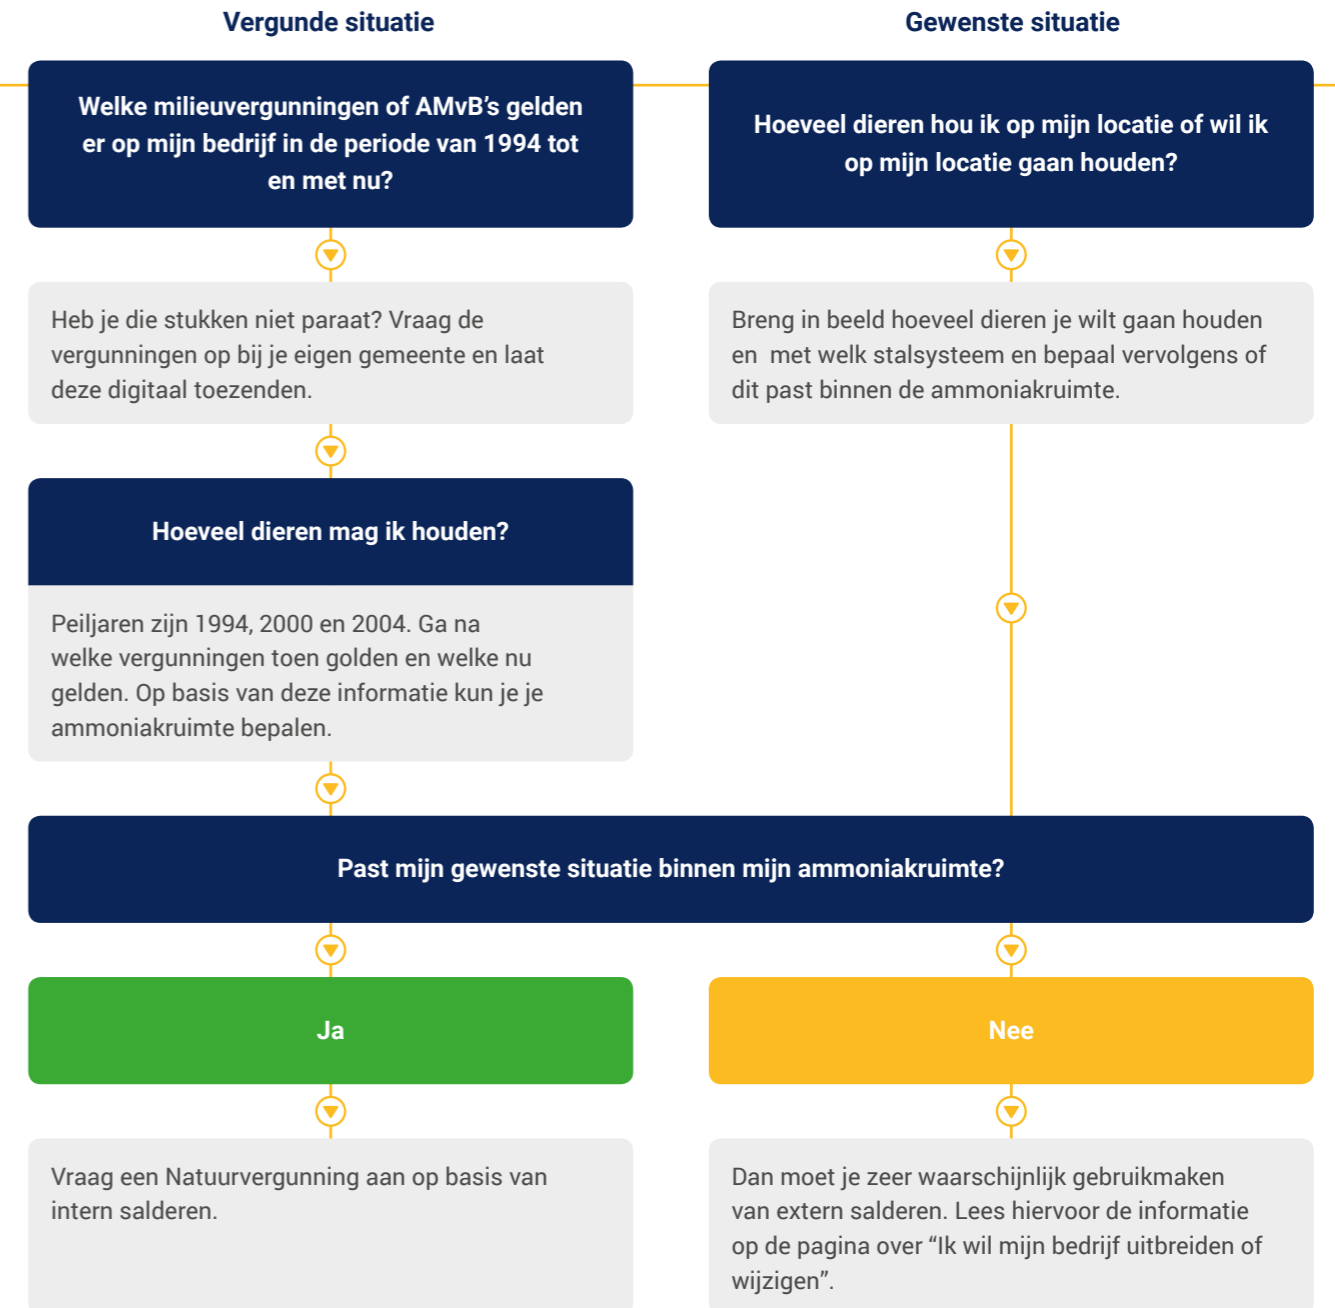 Vergunde situatie
Gewenste situatie
Welke milieuvergunningen of AMvB's gelden
er op mijn bedrijf in de periode van 1994 tot
en met nu?
Hoeveel dieren hou ik op mijn locatie of wil ik
op mijn locatie gaan houden?
Heb je die stukken niet paraat? Vraag de
vergunningen op bij je eigen gemeente en laat
deze digitaal toezenden.
Breng in beeld hoeveel dieren je wilt gaan houden
en met welk stalsysteem en bepaal vervolgens of
dit past binnen de ammoniakruimte.
Hoeveel dieren mag ik houden?
Peiljaren zijn 1994, 2000 en 2004. Ga na
welke vergunningen toen golden en welke nu
gelden. Op basis van deze informatie kun je je
ammoniakruimte bepalen.
Past mijn gewenste situatie binnen mijn ammoniakruimte?
Ja
Nee
Vraag een Natuurvergunning aan op basis van
intern salderen.
Dan moet je zeer waarschijnlijk gebruikmaken
van extern salderen. Lees hiervoor de informatie
op de pagina over “Ik wil mijn bedrijf uitbreiden of
wijzigen”.